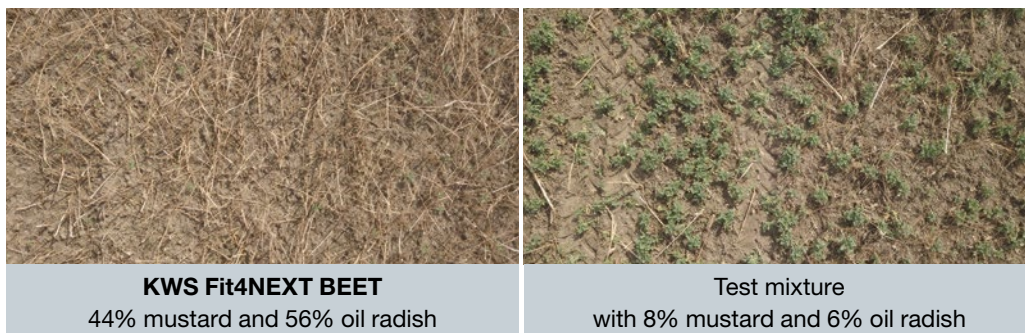 KWS Fit4NEXT BEET
44% mustard and 56% oil radish
Test mixture
with 8% mustard and 6% oil radish